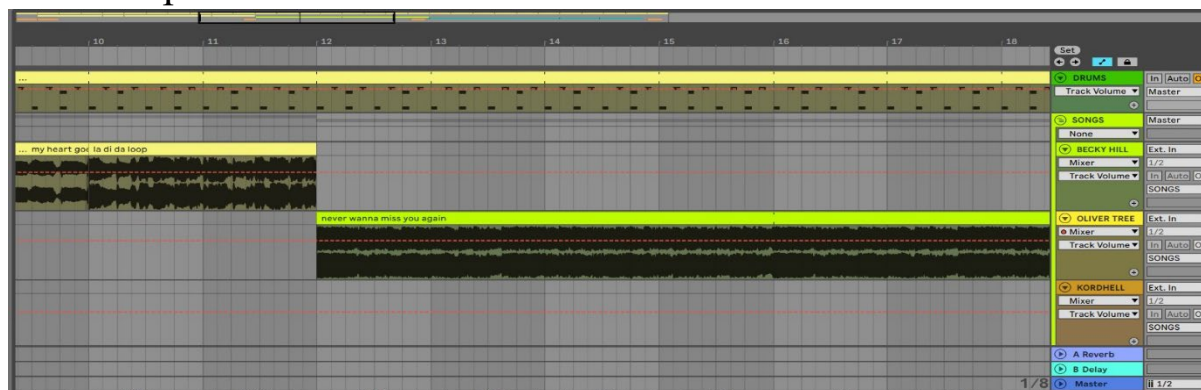 10 11 12 13 14 15 16 17 18
Set
... DRUMS In Auto
Track Volume Master
SONGS Master
None
... my heart goe la di da loop BECKY HILL Ext. In
Mixer 1/2
Track Volume In Auto
SONGS
never wanna miss you again OLIVER TREE Ext. In
Mixer 1/2
Track Volume In Auto
SONGS
KORDHELL Ext. In
Mixer 1/2
Track Volume In Auto
SONGS
A Reverb
B Delay
1/8 Master ii 1/2